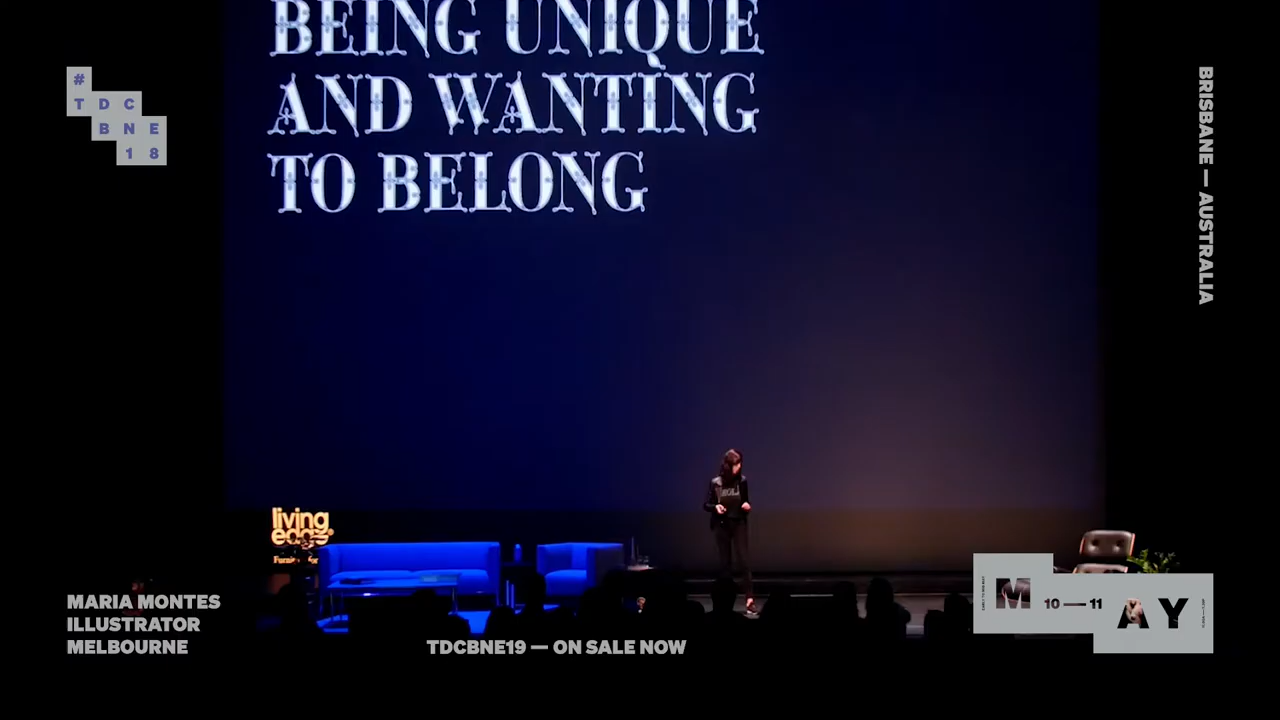 BEING UNIQUE
AND WANTING
TO BELONG
#
T D C
B N E
1 8
BRISBANE — AUSTRALIA
living
edge
MARIA MONTES
ILLUSTRATOR
MELBOURNE
TDCBNE19 — ON SALE NOW
M
10 — 11
A Y